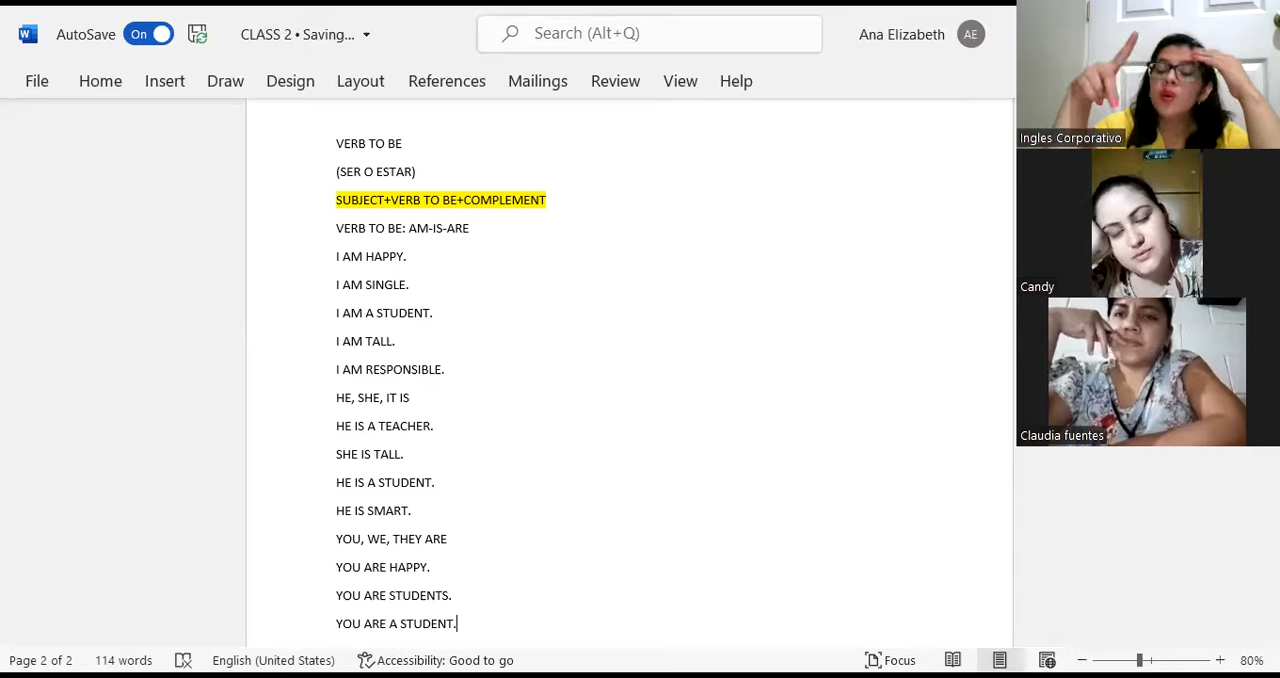 AutoSave On CLASS 2 • Saving... Search (Alt+Q) Ana Elizabeth AE
File Home Insert Draw Design Layout References Mailings Review View Help
VERB TO BE
(SER O ESTAR)
SUBJECT+VERB TO BE+COMPLEMENT
VERB TO BE: AM-IS-ARE
I AM HAPPY.
I AM SINGLE.
I AM A STUDENT.
I AM TALL.
I AM RESPONSIBLE.
HE, SHE, IT IS
HE IS A TEACHER.
SHE IS TALL.
HE IS A STUDENT.
HE IS SMART.
YOU, WE, THEY ARE
YOU ARE HAPPY.
YOU ARE STUDENTS.
YOU ARE A STUDENT.
Page 2 of 2 114 words English (United States) Accessibility: Good to go Focus 80%
Ingles Corporativo
Candy
Claudia fuentes